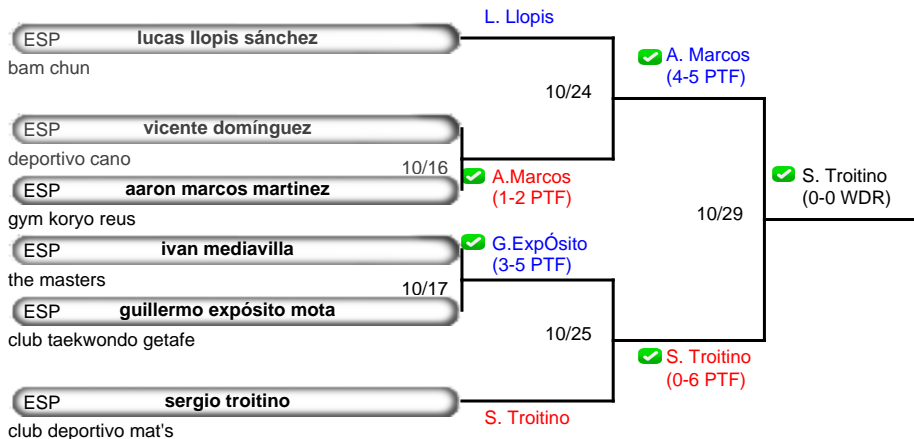 L. Llopis
ESP lucas llopis sánchez
bam chun
A. Marcos
(4-5 PTF)
10/24
ESP vicente domínguez
deportivo cano
10/16
A.Marcos
(1-2 PTF)
ESP aaron marcos martinez
gym koryo reus
S. Troitino
(0-0 WDR)
10/29
ESP ivan mediavilla
the masters
G.ExpÓsito
(3-5 PTF)
10/17
ESP guillermo expósito mota
club taekwondo getafe
10/25
S. Troitino
(0-6 PTF)
ESP sergio troitino
club deportivo mat's
S. Troitino